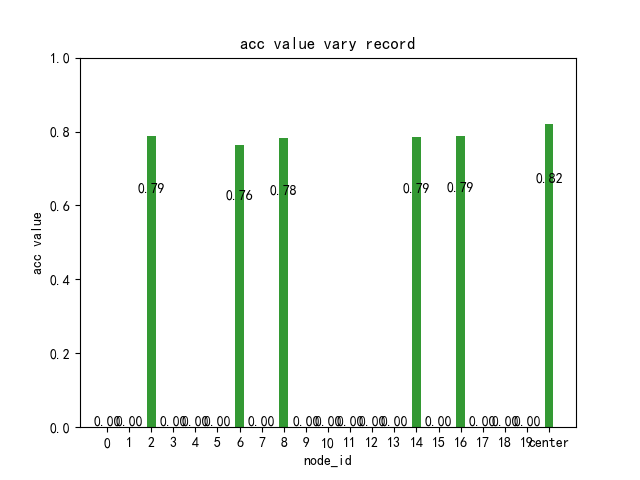 acc value vary record
1.0
0.8
0.6
0.4
0.2
0.0
acc value
0.00 0.00 0.79 0.00 0.00 0.00 0.76 0.00 0.78 0.00 0.00 0.00 0.00 0.00 0.79 0.00 0.79 0.00 0.00 0.00 0.82
0 1 2 3 4 5 6 7 8 9 10 11 12 13 14 15 16 17 18 19 center
node_id